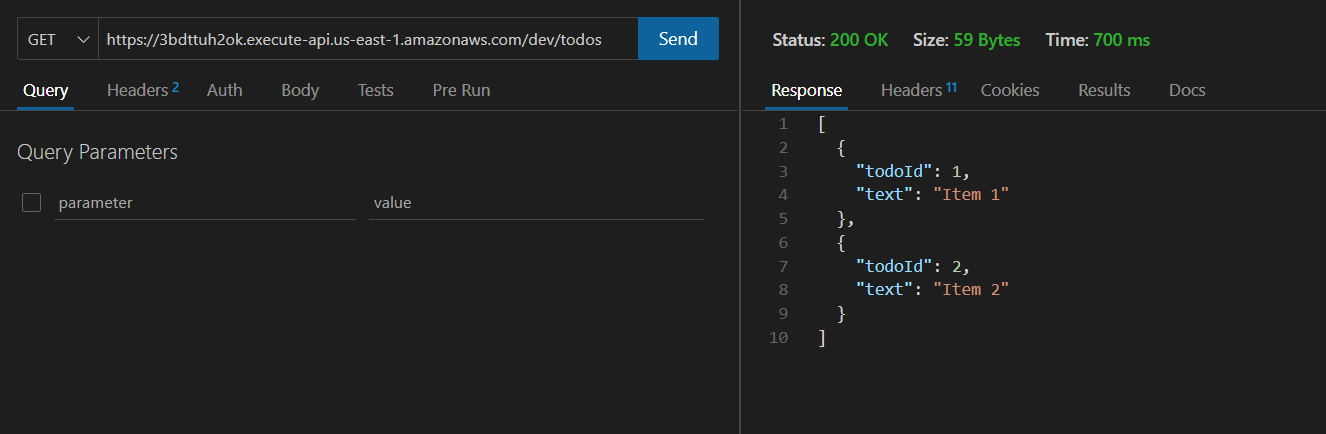 GET https://3bdttuh2ok.execute-api.us-east-1.amazonaws.com/dev/todos Send
Query Headers 2 Auth Body Tests Pre Run
Query Parameters
parameter value
Status: 200 OK Size: 59 Bytes Time: 700 ms
Response Headers 11 Cookies Results Docs
1 [
2 {
3 "todoId": 1,
4 "text": "Item 1"
5 },
6 {
7 "todoId": 2,
8 "text": "Item 2"
9 }
10 ]